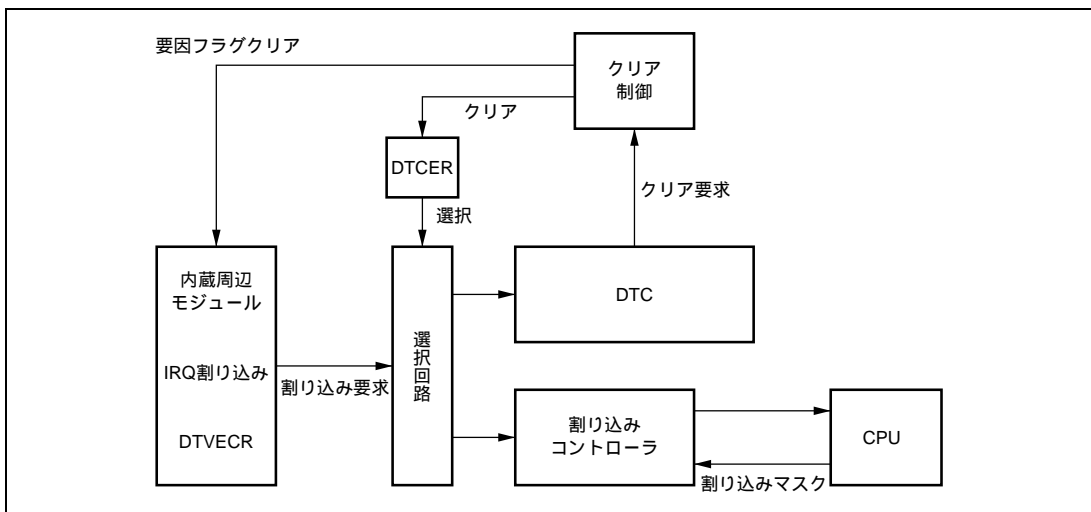 要因フラグクリア
クリア
制御
クリア
DTCER
クリア要求
選択
内蔵周辺
モジュール
IRQ割り込み
DTVECR
割り込み要求
選択回路
DTC
割り込み
コントローラ
CPU
割り込みマスク